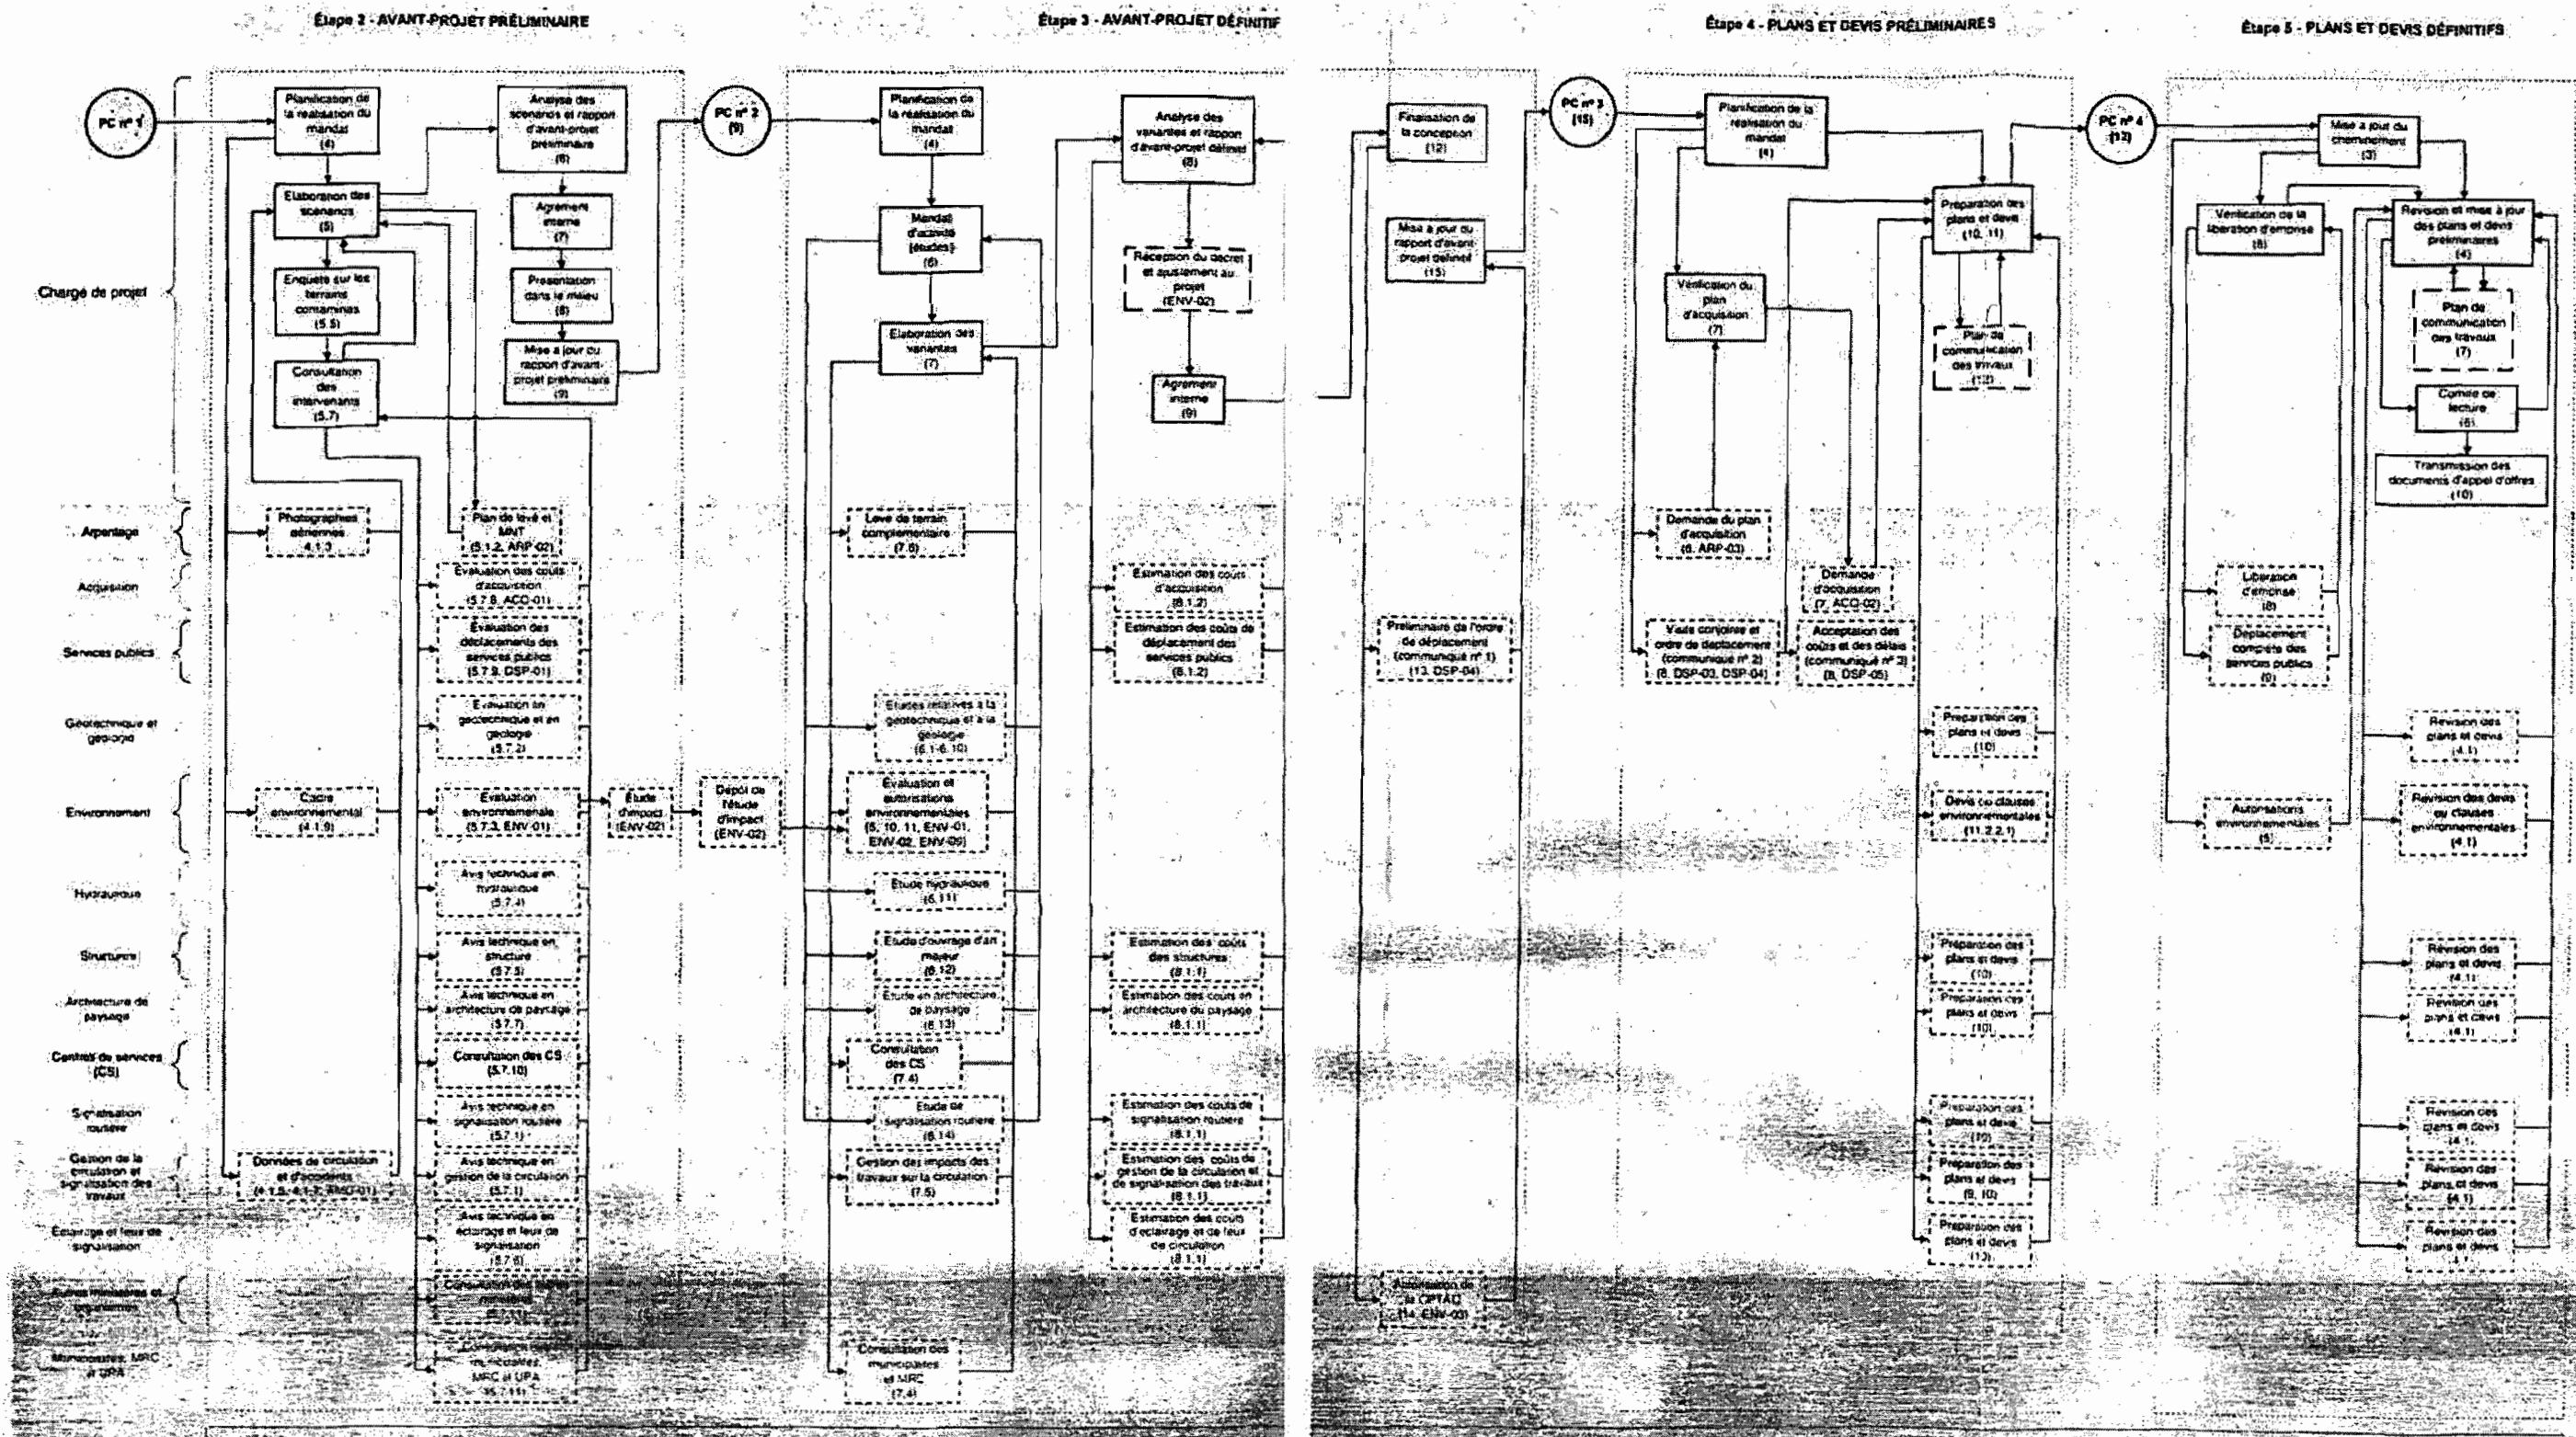 Étape 2 - AVANT-PROJET PRÉLIMINAIRE
Étape 3 - AVANT-PROJET DÉFINITIF
Étape 4 - PLANS ET DEVIS PRÉLIMINAIRES
Étape 5 - PLANS ET DEVIS DÉFINITIFS
Chargé de projet
Arpentage
Acquisition
Services publics
Géotechnique et
géologie
Environnement
Hydraulique
Structures
Architecture de
paysage
Centres de services
(CS)
Signalisation
routière
Gestion de la
circulation et
signalisation des
travaux
Éclairage et feux de
signalisation
Autres ministères et
organismes
Municipalités, MRC
et UPA
PC nº 1
Planification de
la réalisation du
mandat
(4)
Élaboration des
scénarios
(5)
Enquête sur les
terrains
contaminés
(5.5)
Consultation
des
intervenants
(5.7)
Analyse des
scénarios et rapport
d'avant-projet
préliminaire
(6)
Agrément
interne
(7)
Présentation
dans le milieu
(8)
Mise à jour du
rapport d'avant-
projet préliminaire
(9)
Photographies
aériennes
4.1.3
Plan de levé et
MNT
(5.1.2, ARP-02)
Évaluation des coûts
d'acquisition
(5.7.8, ACQ-01)
Évaluation des
déplacements des
services publics
(5.7.9, DSP-01)
Évaluation en
géotechnique et en
géologie
(5.7.2)
Cadre
environnemental
(4.1.9)
Évaluation
environnementale
(5.7.3, ENV-01)
Étude
d'impact
(ENV-02)
Avis technique en
hydraulique
(5.7.4)
Avis technique en
structure
(5.7.5)
Avis technique en
architecture de paysage
(5.7.7)
Consultation des CS
(5.7.10)
Avis technique en
signalisation routière
(5.7.1)
Données de circulation
et d'accidents
Avis technique en
gestion de la circulation
(5.7.1)
Avis technique en
éclairage et feux de
signalisation
(5.7.6)
Consultation des autres
ministères
(5.7.11)
municipalités,
MRC et UPA
(5.7.11)
PC nº 2
(9)
Dépôt de
l'étude
d'impact
(ENV-02)
Planification de
la réalisation du
mandat
(4)
Mandat
d'activité
[études]
(6)
Élaboration des
variantes
(7)
Analyse des
variantes et rapport
d'avant-projet définitif
(8)
Réception du décret
et ajustement au
projet
(ENV-02)
Agrément
interne
(9)
Levé de terrain
complémentaire
(7.6)
Estimation des coûts
d'acquisition
(8.1.2)
Estimation des coûts de
déplacement des
services publics
(8.1.2)
Études relatives à la
géotechnique et à la
géologie
(6.1-6.10)
Évaluation et
autorisations
environnementales
(5, 10, 11, ENV-01,
ENV-02, ENV-05)
Étude hydraulique
(6.11)
Étude d'ouvrage d'art
majeur
(6.12)
Estimation des coûts
des structures
(8.1.1)
Étude en architecture
de paysage
(6.13)
Estimation des coûts en
architecture du paysage
(8.1.1)
Consultation
des CS
(7.4)
Étude de
signalisation routière
(6.14)
Estimation des coûts de
signalisation routière
(8.1.1)
Gestion des impacts des
travaux sur la circulation
(7.5)
Estimation des coûts de
gestion de la circulation et
de signalisation des travaux
(8.1.1)
Estimation des coûts
d'éclairage et de feux
de circulation
(8.1.1)
Consultation des
municipalités
et MRC
(7.4)
Finalisation de
la conception
(12)
Mise à jour du
rapport d'avant-
projet définitif
(15)
Préliminaire de l'ordre
de déplacement
(communiqué nº 1)
(13, DSP-04)
Autorisation de
la CPTAQ
(14, ENV-03)
PC nº 3
(15)
Planification de la
réalisation du
mandat
(4)
Vérification du
plan
d'acquisition
(7)
Préparation des
plans et devis
(10, 11)
Plan de
communication
des travaux
(12)
Demande du plan
d'acquisition
(6, ARP-03)
Demande
d'acquisition
(7, ACQ-02)
Visite conjointe et
ordre de déplacement
(communiqué nº 2)
(8, DSP-03, DSP-04)
Acceptation des
coûts et des délais
(communiqué nº 3)
(8, DSP-05)
Préparation des
plans et devis
(10)
Devis ou clauses
environnementales
(11.2.2.1)
Préparation des
plans et devis
(10)
Préparation des
plans et devis
(10)
Préparation des
plans et devis
(10)
Préparation des
plans et devis
(9, 10)
Préparation des
plans et devis
PC nº 4
(12)
Mise à jour du
cheminement
(3)
Vérification de la
libération d'emprise
(8)
Révision et mise à jour
des plans et devis
préliminaires
(4)
Plan de
communication
des travaux
(7)
Comité de
lecture
(6)
Transmission des
documents d'appel d'offres
(10)
Libération
d'emprise
(8)
Déplacement
complété des
services publics
(9)
Révision des
plans et devis
(4.1)
Autorisations
environnementales
(5)
Révision des devis
ou clauses
environnementales
(4.1)
Révision des
plans et devis
(4.1)
Révision des
plans et devis
(4.1)
Révision des
plans et devis
(4.1)
Révision des
plans et devis
(4.1)
Révision des
plans et devis